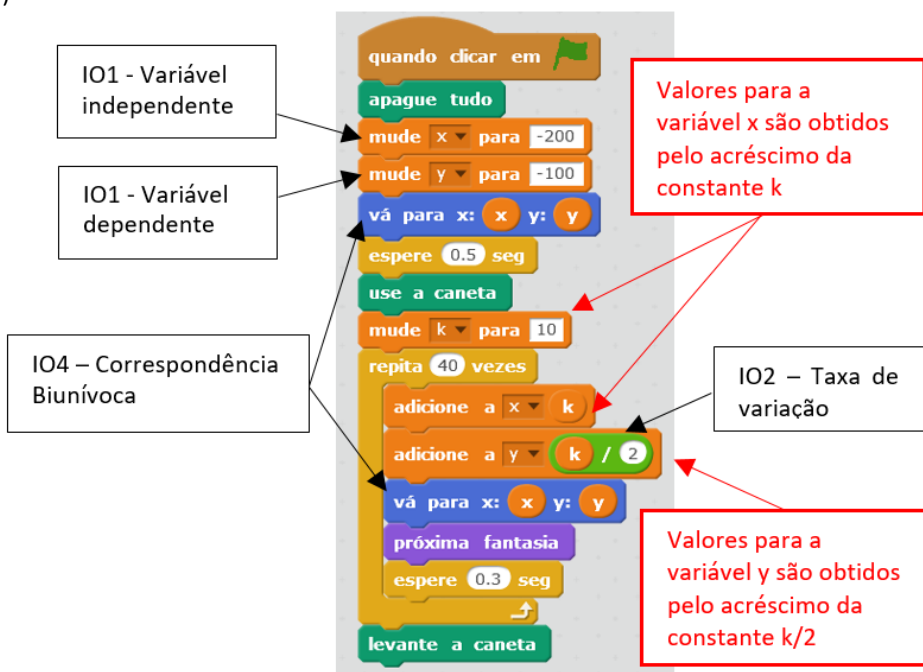 )
IO1 - Variável
independente
IO1 - Variável
dependente
IO4 – Correspondência
Biunívoca
quando clicar em
apague tudo
mude x para -200
mude y para -100
vá para x: x y: y
espere 0.5 seg
use a caneta
mude k para 10
repita 40 vezes
adicione a x k
adicione a y k / 2
vá para x: x y: y
próxima fantasia
espere 0.3 seg
levante a caneta
Valores para a
variável x são obtidos
pelo acréscimo da
constante k
IO2 – Taxa de
variação
Valores para a
variável y são obtidos
pelo acréscimo da
constante k/2